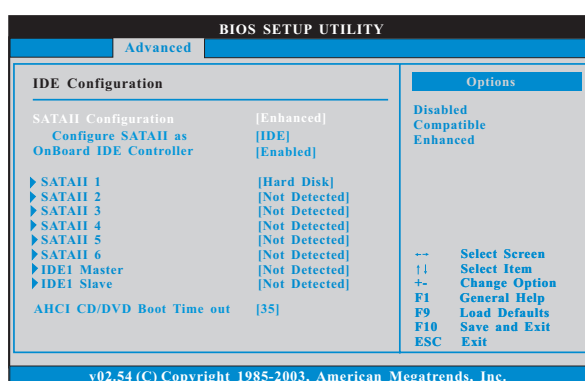 BIOS SETUP UTILITY
Advanced
IDE Configuration
SATAII Configuration [Enhanced]
Configure SATAII as [IDE]
OnBoard IDE Controller [Enabled]
SATAII 1 [Hard Disk]
SATAII 2 [Not Detected]
SATAII 3 [Not Detected]
SATAII 4 [Not Detected]
SATAII 5 [Not Detected]
SATAII 6 [Not Detected]
IDE1 Master [Not Detected]
IDE1 Slave [Not Detected]
AHCI CD/DVD Boot Time out [35]
Options
Disabled
Compatible
Enhanced
←→ Select Screen
↑↓ Select Item
+- Change Option
F1 General Help
F9 Load Defaults
F10 Save and Exit
ESC Exit
v02.54 (C) Copyright 1985-2003, American Megatrends, Inc.